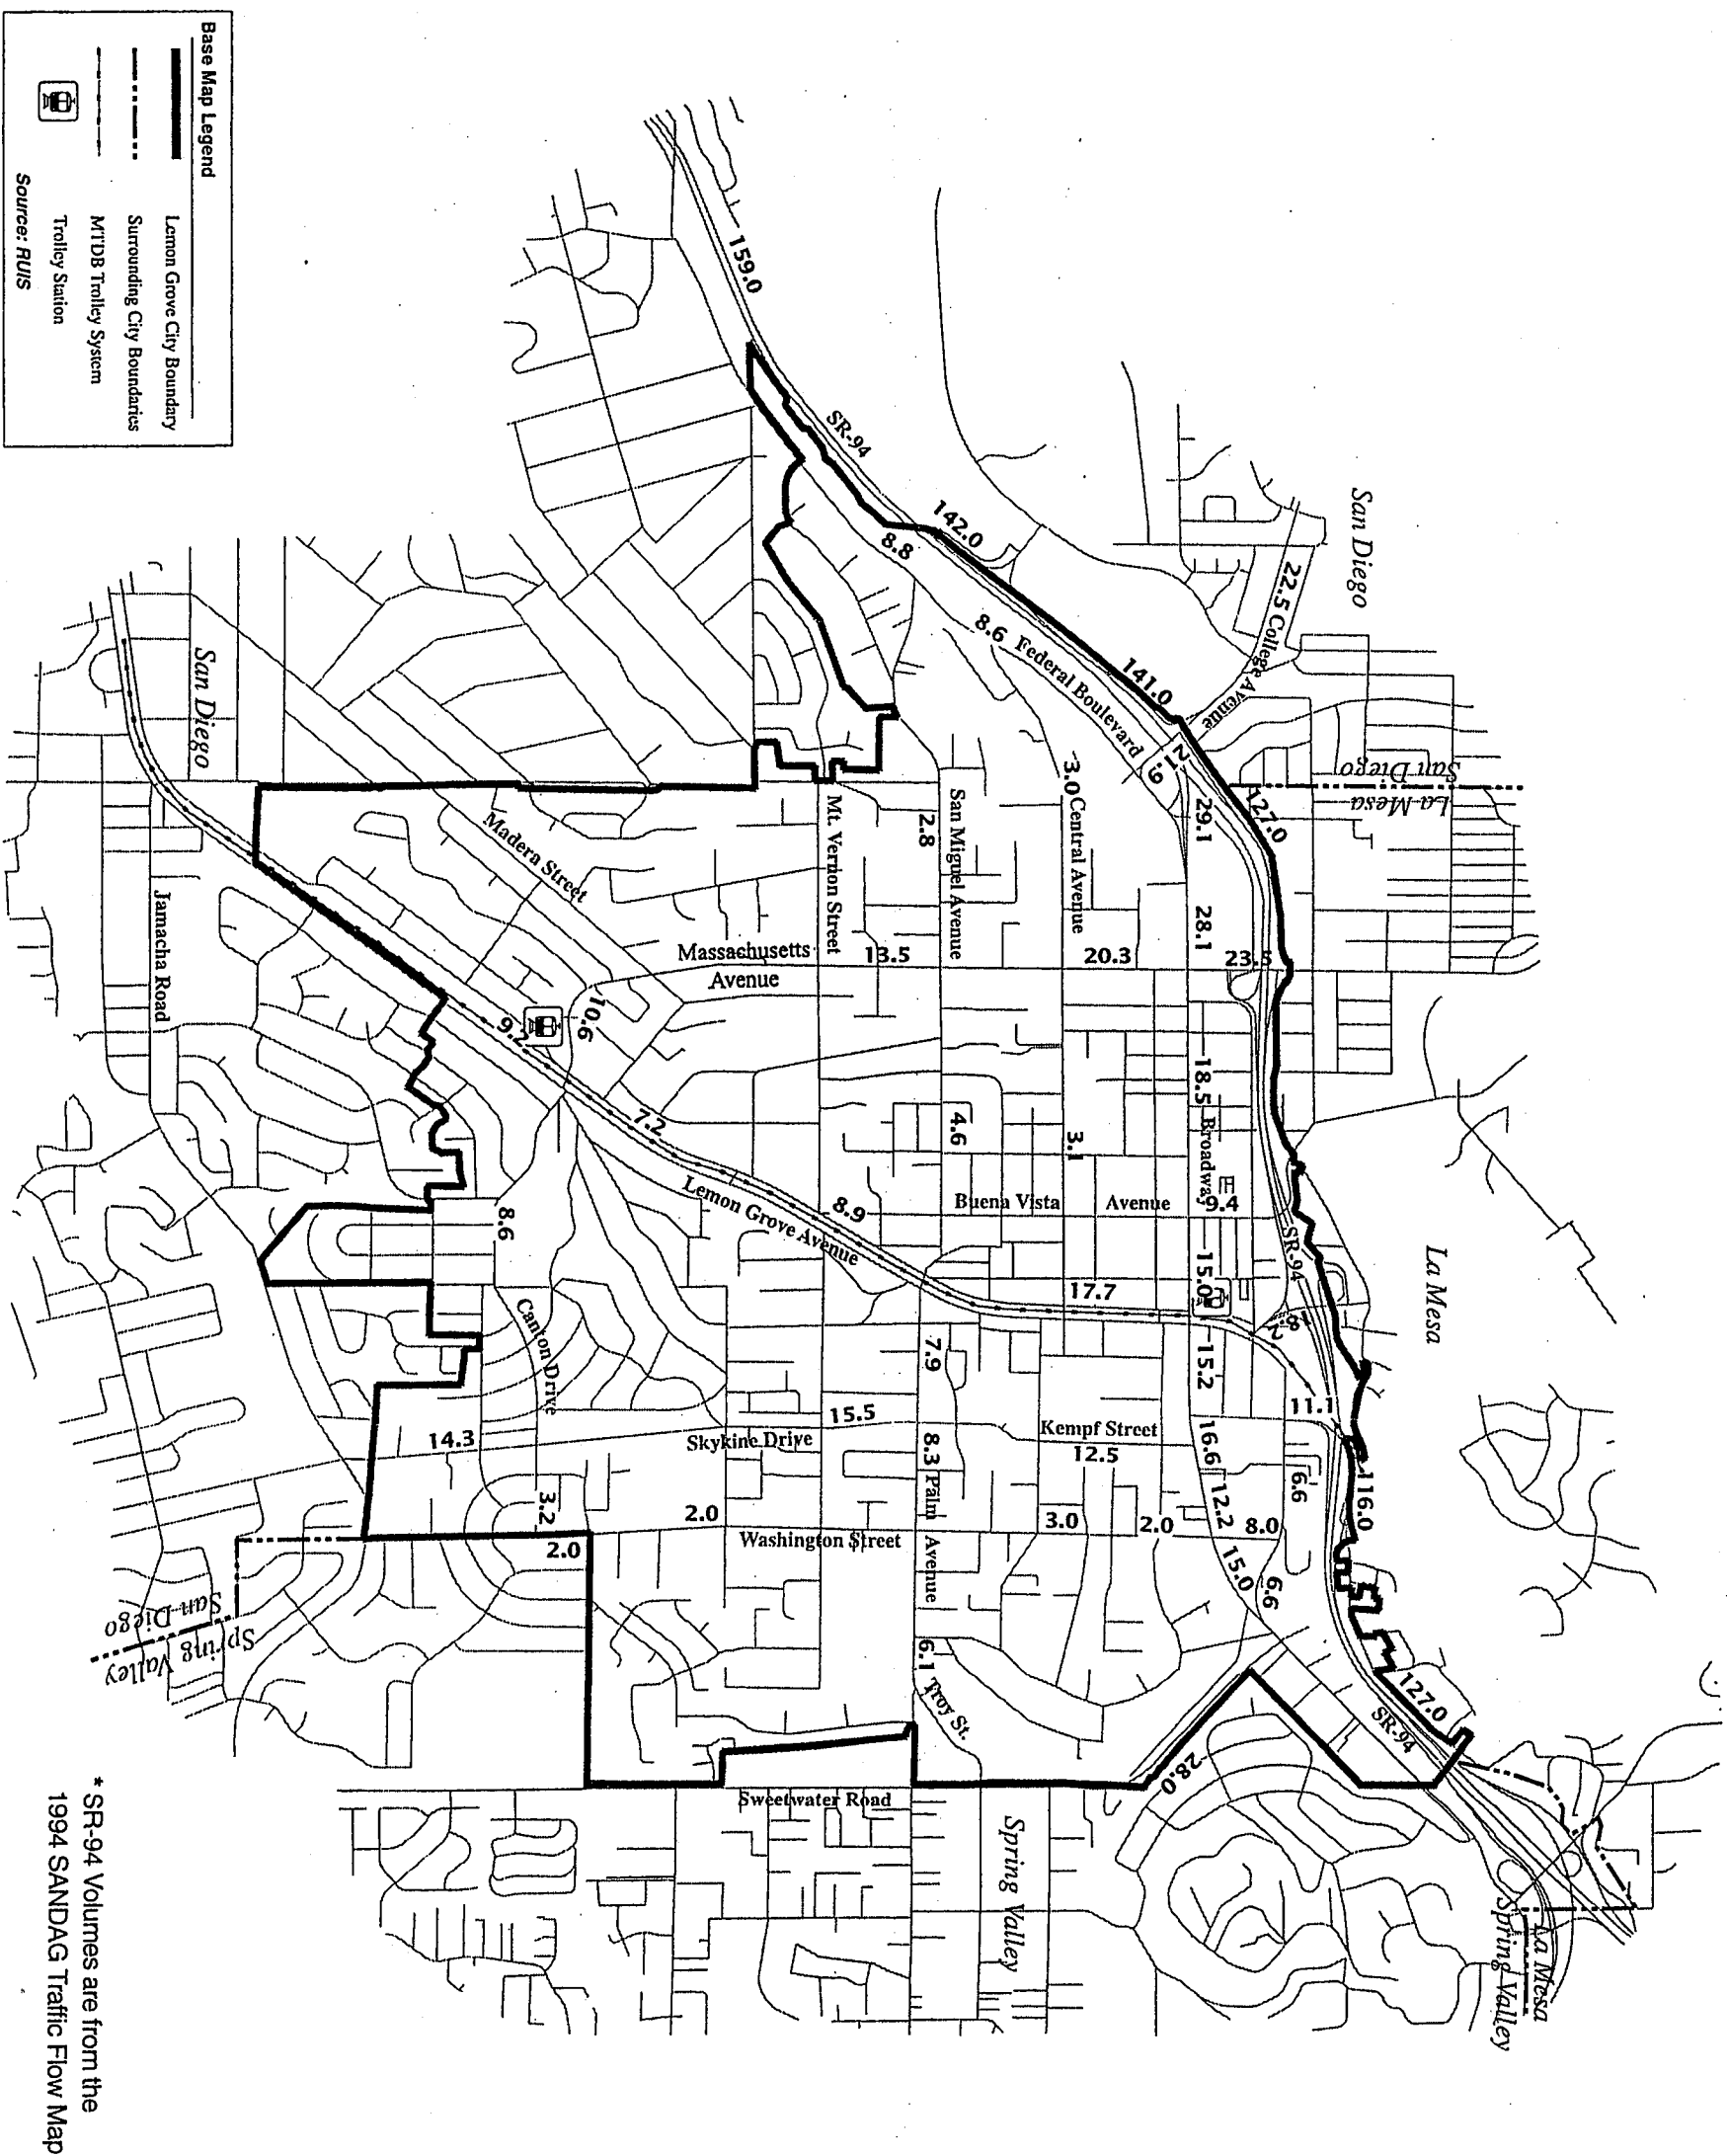 Base Map Legend
Lemon Grove City Boundary
Surrounding City Boundaries
MTDB Trolley System
Trolley Station
Source: RUIS
San Diego
La Mesa
San Diego
La Mesa
La Mesa
Spring Valley
Spring Valley
San Diego
San Diego
Spring Valley
159.0
SR-94
142.0
8.8
8.6
Federal Boulevard
141.0
22.5
College Avenue
21.9
127.0
29.1
28.1
23.5
20.3
13.5
3.0
Central Avenue
San Miguel Avenue
2.8
Mt. Vernon Street
Madera Street
Massachusetts
Avenue
Jamacha Road
10.6
9.2
7.2
18.5
Broadway
4.6
3.1
Buena Vista
Avenue
9.4
SR-94
8.9
Lemon Grove Avenue
8.6
15.0
17.7
15.2
7.9
11.1
Canton Drive
14.3
15.5
Skykine Drive
8.3
Palm
Avenue
Kempf Street
12.5
16.6
12.2
6.6
116.0
3.2
2.0
2.0
Washington Street
3.0
2.0
8.0
15.0
6.6
6.1
Troy St.
127.0
SR-94
28.0
Sweetwater Road
* SR-94 Volumes are from the
1994 SANDAG Traffic Flow Map